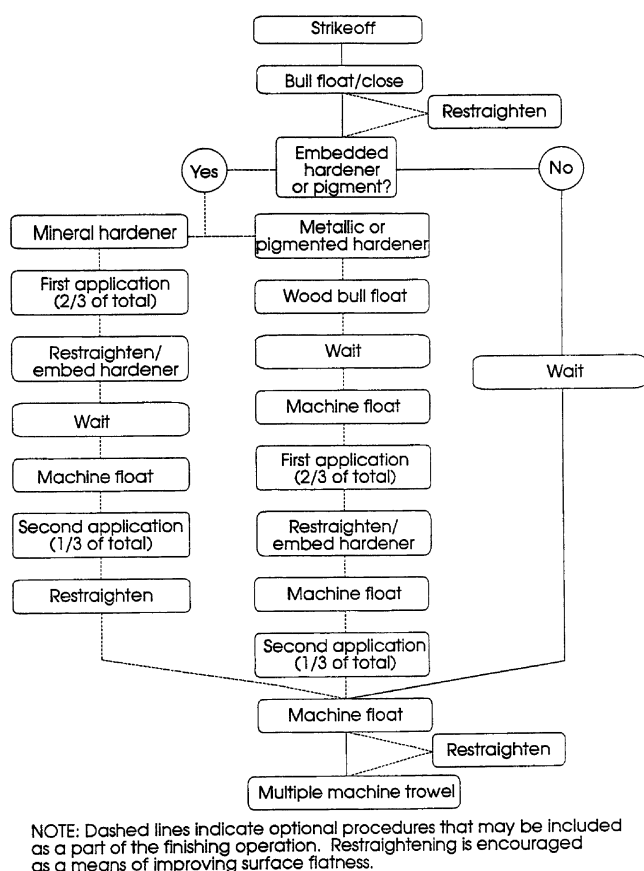 Strikeoff
Bull float/close
Restraighten
Embedded
hardener
or pigment?
Yes
No
Mineral hardener
First application
(2/3 of total)
Restraighten/
embed hardener
Wait
Machine float
Second application
(1/3 of total)
Restraighten
Metallic or
pigmented hardener
Wood bull float
Wait
Machine float
First application
(2/3 of total)
Restraighten/
embed hardener
Machine float
Second application
(1/3 of total)
Wait
Machine float
Restraighten
Multiple machine trowel
NOTE: Dashed lines indicate optional procedures that may be included
as a part of the finishing operation. Restraightening is encouraged
as a means of improving surface flatness.